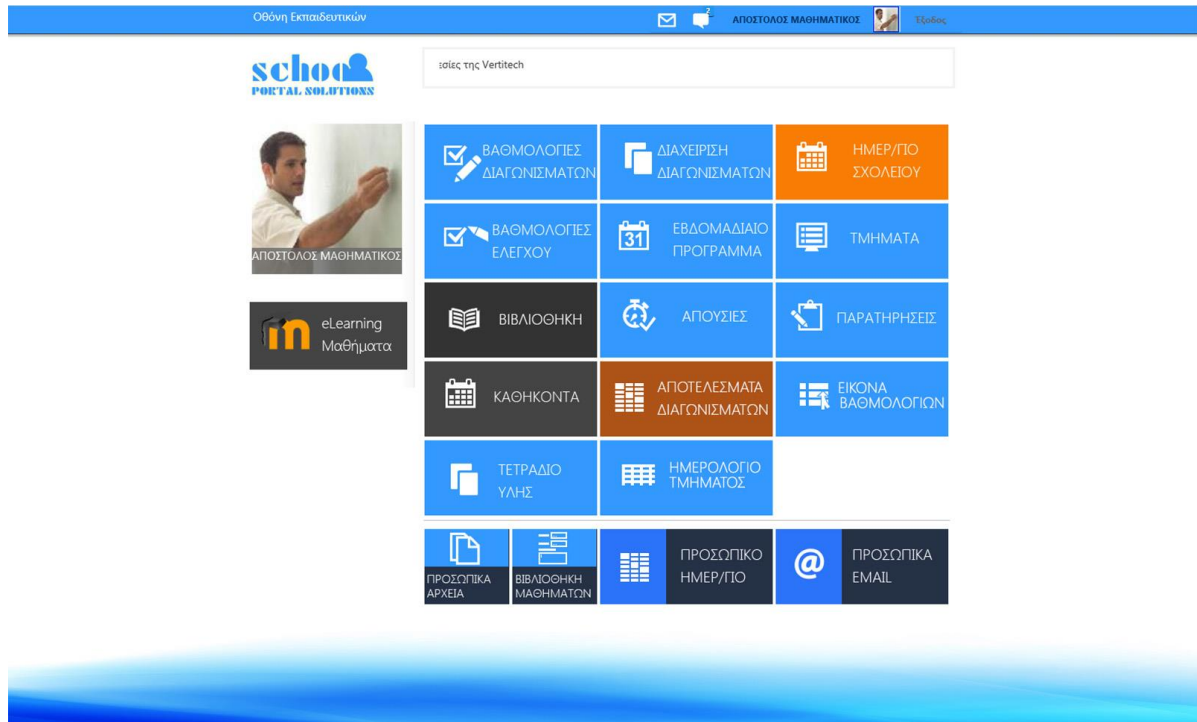 Οθόνη Εκπαιδευτικών
2
ΑΠΟΣΤΟΛΟΣ ΜΑΘΗΜΑΤΙΚΟΣ
Έξοδος
school
PORTAL SOLUTIONS
εσίες της Vertitech
ΑΠΟΣΤΟΛΟΣ ΜΑΘΗΜΑΤΙΚΟΣ
eLearning
Μαθήματα
ΒΑΘΜΟΛΟΓΙΕΣ
ΔΙΑΓΩΝΙΣΜΑΤΩΝ
ΔΙΑΧΕΙΡΙΣΗ
ΔΙΑΓΩΝΙΣΜΑΤΩΝ
ΗΜΕΡ/ΓΙΟ
ΣΧΟΛΕΙΟΥ
ΒΑΘΜΟΛΟΓΙΕΣ
ΕΛΕΓΧΟΥ
31
ΕΒΔΟΜΑΔΙΑΙΟ
ΠΡΟΓΡΑΜΜΑ
ΤΜΗΜΑΤΑ
ΒΙΒΛΙΟΘΗΚΗ
ΑΠΟΥΣΙΕΣ
ΠΑΡΑΤΗΡΗΣΕΙΣ
ΚΑΘΗΚΟΝΤΑ
ΑΠΟΤΕΛΕΣΜΑΤΑ
ΔΙΑΓΩΝΙΣΜΑΤΩΝ
ΕΙΚΟΝΑ
ΒΑΘΜΟΛΟΓΙΩΝ
ΤΕΤΡΑΔΙΟ
ΥΛΗΣ
ΗΜΕΡΟΛΟΓΙΟ
ΤΜΗΜΑΤΟΣ
ΠΡΟΣΩΠΙΚΑ
ΑΡΧΕΙΑ
ΒΙΒΛΙΟΘΗΚΗ
ΜΑΘΗΜΑΤΩΝ
ΠΡΟΣΩΠΙΚΟ
ΗΜΕΡ/ΓΙΟ
@
ΠΡΟΣΩΠΙΚΑ
EMAIL